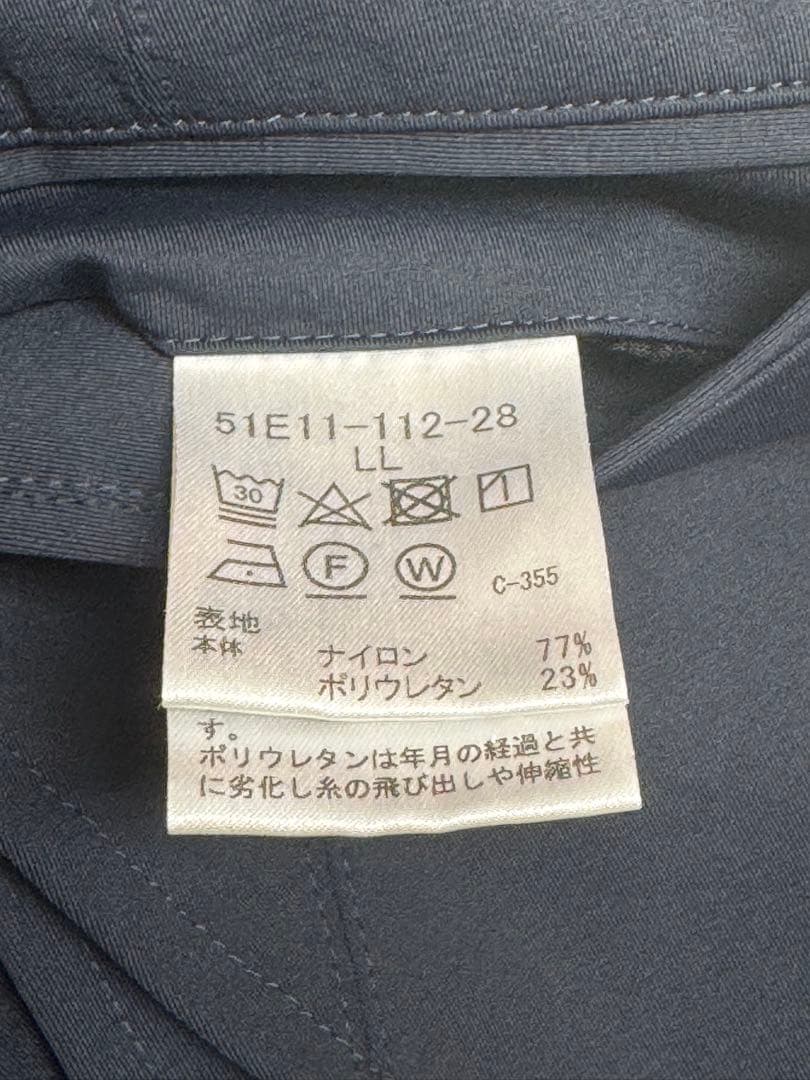 51E11-112-28
LL
30
F W C-355
表地
本体 ナイロン 77%
ポリウレタン 23%
す。
ポリウレタンは年月の経過と共
に劣化し糸の飛び出しや伸縮性